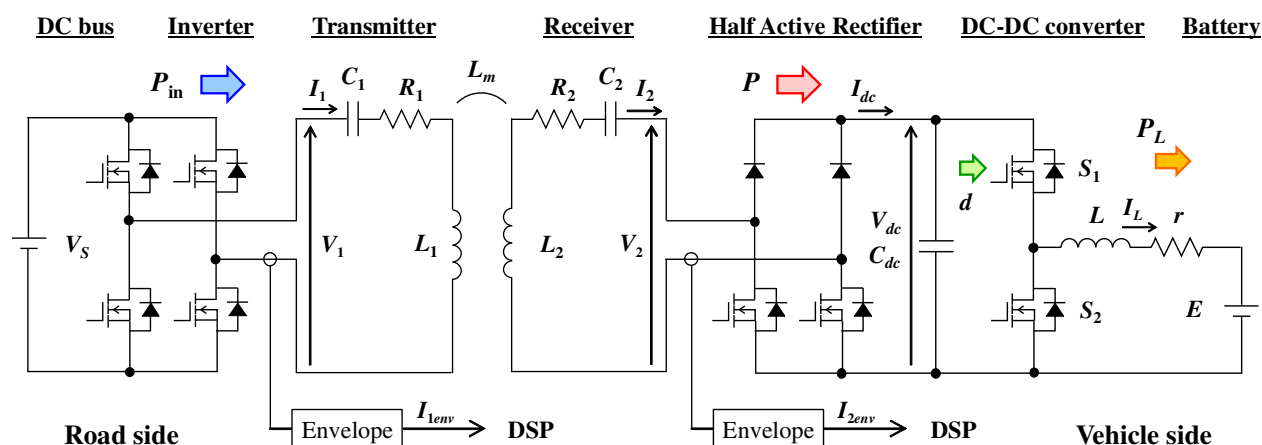 DC bus Inverter Transmitter Receiver Half Active Rectifier DC-DC converter Battery
Pin I1 C1 R1 Lm R2 C2 I2 P Idc PL
VS V1 L1 L2 V2 Vdc Cdc d S1 L IL r
S2 E
Envelope I1env DSP Envelope I2env DSP
Road side Vehicle side